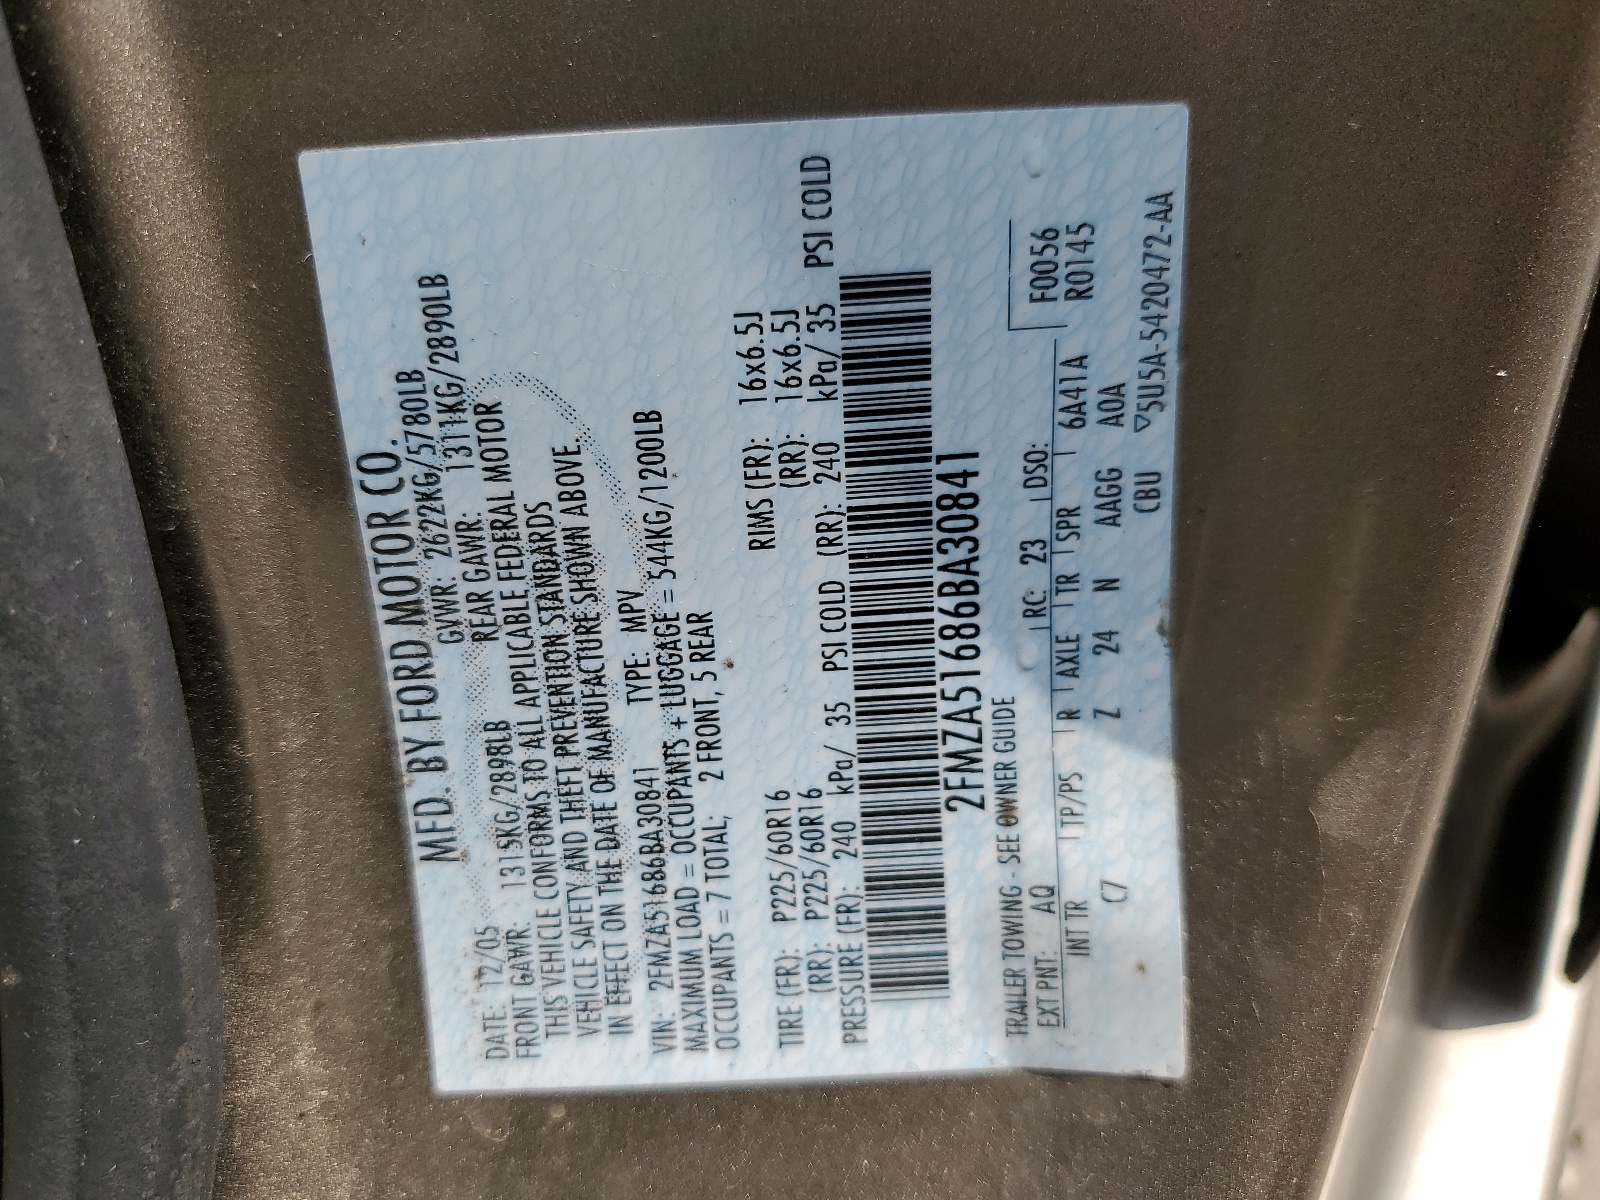 MFD. BY FORD MOTOR CO.
DATE: 12/05 GVWR: 2622KG/5780LB
FRONT GAWR: 1315KG/2898LB REAR GAWR: 1311KG/2890LB
THIS VEHICLE CONFORMS TO ALL APPLICABLE FEDERAL MOTOR
VEHICLE SAFETY AND THEFT PREVENTION STANDARDS
IN EFFECT ON THE DATE OF MANUFACTURE SHOWN ABOVE.
VIN: 2FMZA51686BA30841 TYPE: MPV
MAXIMUM LOAD = OCCUPANTS + LUGGAGE = 544KG/1200LB
OCCUPANTS = 7 TOTAL, 2 FRONT, 5 REAR
TIRE (FR): P225/60R16 RIMS (FR): 16x6.5J
(RR): P225/60R16 (RR): 16x6.5J
PRESSURE (FR): 240 kPa/ 35 PSI COLD (RR): 240 kPa/ 35 PSI COLD
2FMZA51686BA30841
TRAILER TOWING - SEE OWNER GUIDE
EXT PNT: AQ RC: 23 DSO: F0056
INT TR TP/PS R AXLE TR SPR 6A41A R0145
C7 Z 24 N AAGG A0A
CBU ▽5U5A-5420472-AA